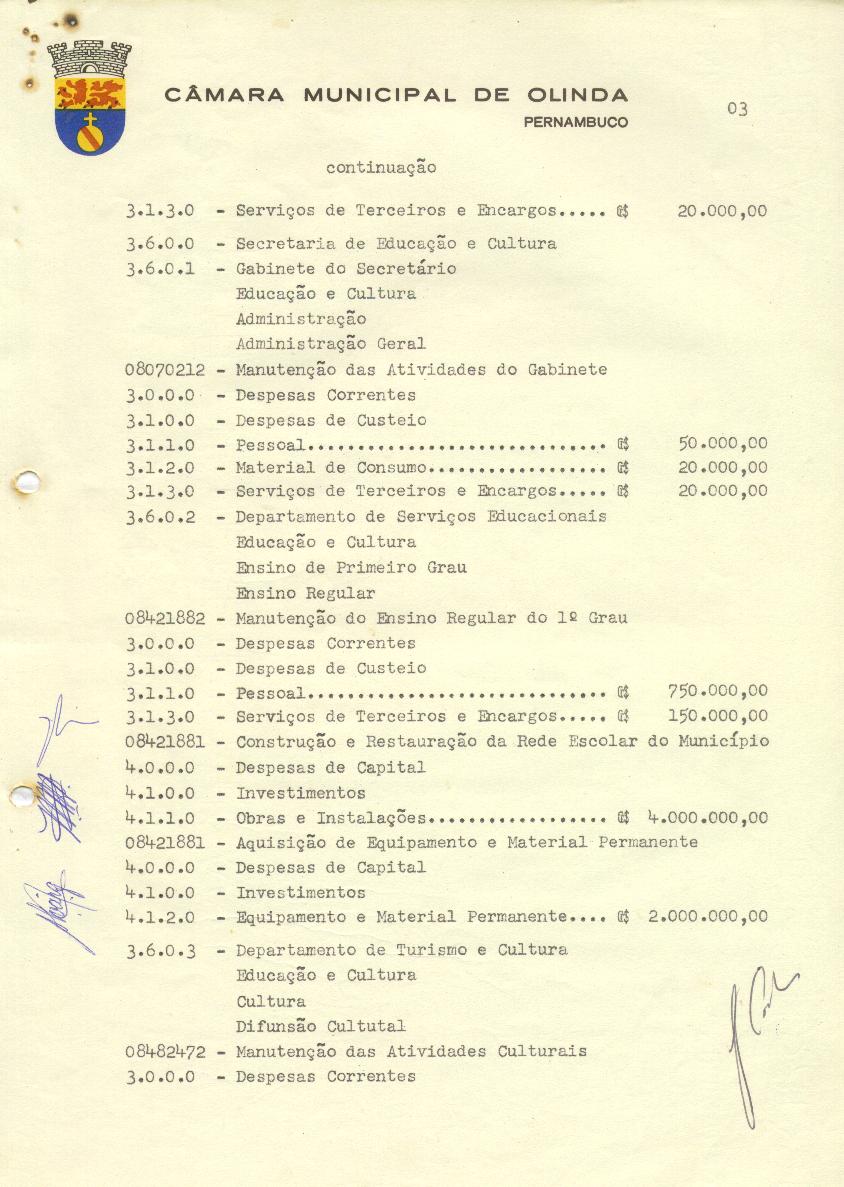 CÂMARA MUNICIPAL DE OLINDA
PERNAMBUCO
03
continuação
3.1.3.0 - Serviços de Terceiros e Encargos..... ₢$ 20.000,00
3.6.0.0 - Secretaria de Educação e Cultura
3.6.0.1 - Gabinete do Secretário
Educação e Cultura
Administração
Administração Geral
08070212 - Manutenção das Atividades do Gabinete
3.0.0.0 - Despesas Correntes
3.1.0.0 - Despesas de Custeio
3.1.1.0 - Pessoal.............................. ₢$ 50.000,00
3.1.2.0 - Material de Consumo.................. ₢$ 20.000,00
3.1.3.0 - Serviços de Terceiros e Encargos..... ₢$ 20.000,00
3.6.0.2 - Departamento de Serviços Educacionais
Educação e Cultura
Ensino de Primeiro Grau
Ensino Regular
08421882 - Manutenção do Ensino Regular do 1º Grau
3.0.0.0 - Despesas Correntes
3.1.0.0 - Despesas de Custeio
3.1.1.0 - Pessoal.............................. ₢$ 750.000,00
3.1.3.0 - Serviços de Terceiros e Encargos..... ₢$ 150.000,00
08421881 - Construção e Restauração da Rede Escolar do Município
4.0.0.0 - Despesas de Capital
4.1.0.0 - Investimentos
4.1.1.0 - Obras e Instalações.................. ₢$ 4.000.000,00
08421881 - Aquisição de Equipamento e Material Permanente
4.0.0.0 - Despesas de Capital
4.1.0.0 - Investimentos
4.1.2.0 - Equipamento e Material Permanente.... ₢$ 2.000.000,00
3.6.0.3 - Departamento de Turismo e Cultura
Educação e Cultura
Cultura
Difunsão Cultutal
08482472 - Manutenção das Atividades Culturais
3.0.0.0 - Despesas Correntes